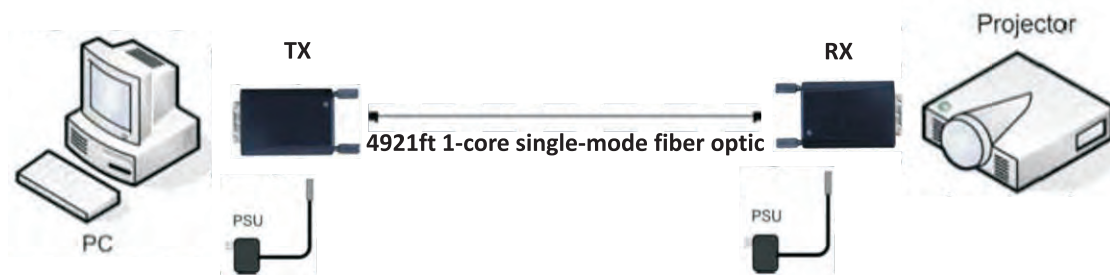 Projector
TX
RX
4921ft 1-core single-mode fiber optic
PSU
PSU
PC